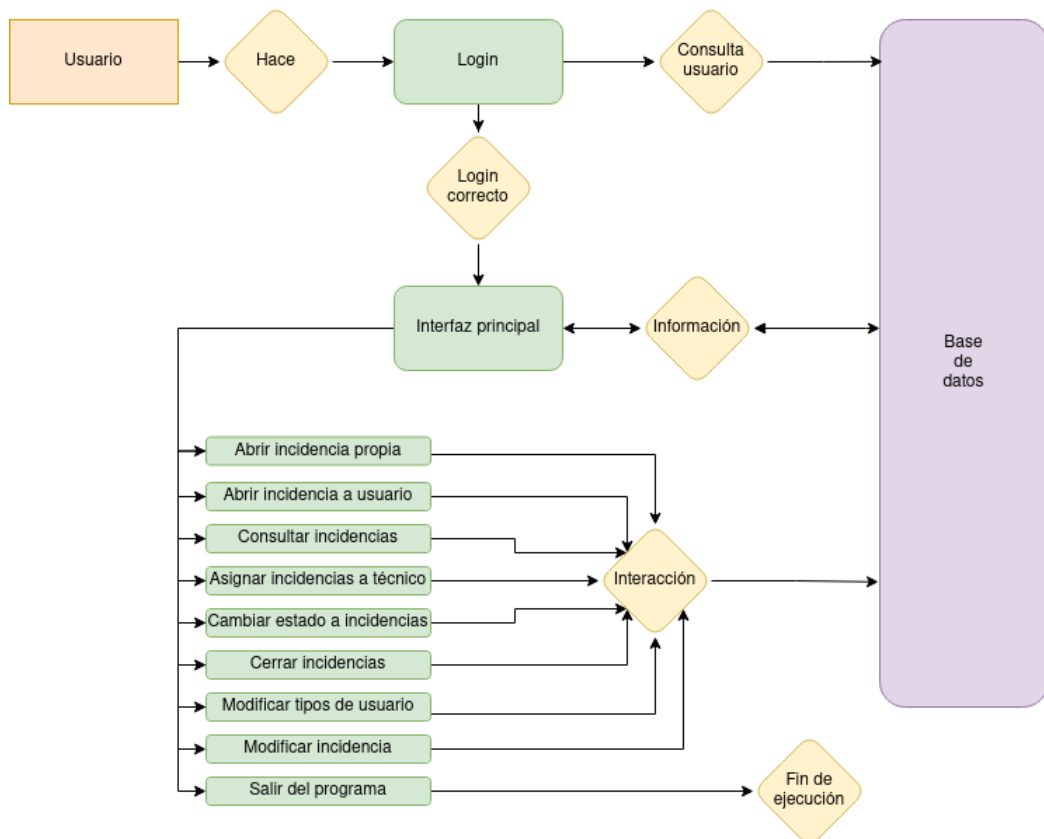 Usuario
Hace
Login
Consulta
usuario
Login
correcto
Interfaz principal
Información
Base
de
datos
Abrir incidencia propia
Abrir incidencia a usuario
Consultar incidencias
Asignar incidencias a técnico
Interacción
Cambiar estado a incidencias
Cerrar incidencias
Modificar tipos de usuario
Modificar incidencia
Salir del programa
Fin de
ejecución